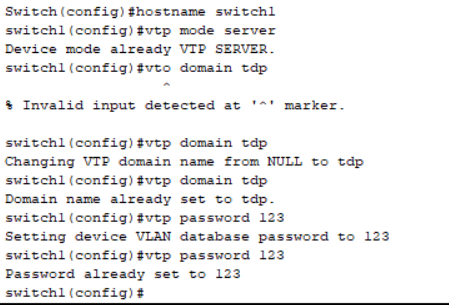 Switch(config)#hostname switch1
switch1(config)#vtp mode server
Device mode already VTP SERVER.
switch1(config)#vto domain tdp
^
% Invalid input detected at '^' marker.
switch1(config)#vtp domain tdp
Changing VTP domain name from NULL to tdp
switch1(config)#vtp domain tdp
Domain name already set to tdp.
switch1(config)#vtp password 123
Setting device VLAN database password to 123
switch1(config)#vtp password 123
Password already set to 123
switch1(config)#